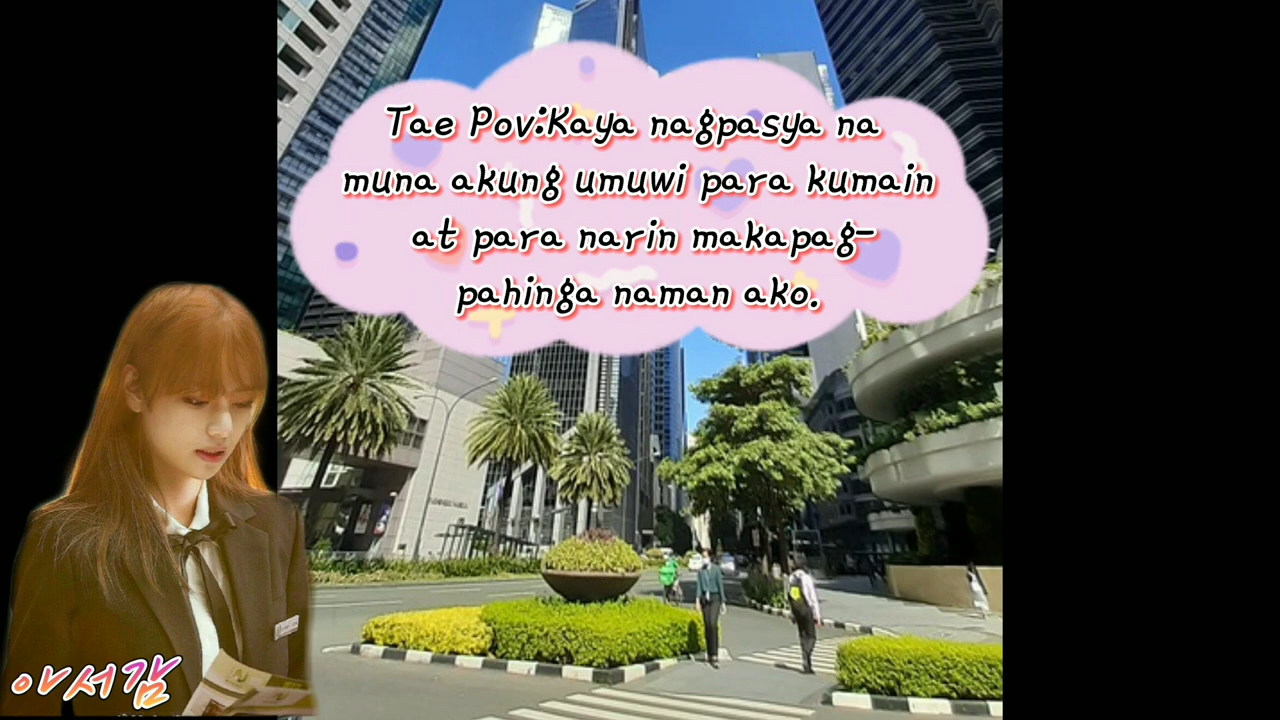 Tae Pov:Kaya nagpasya na
muna akung umuwi para kumain
at para narin makapag-
pahinga naman ako.
아서감